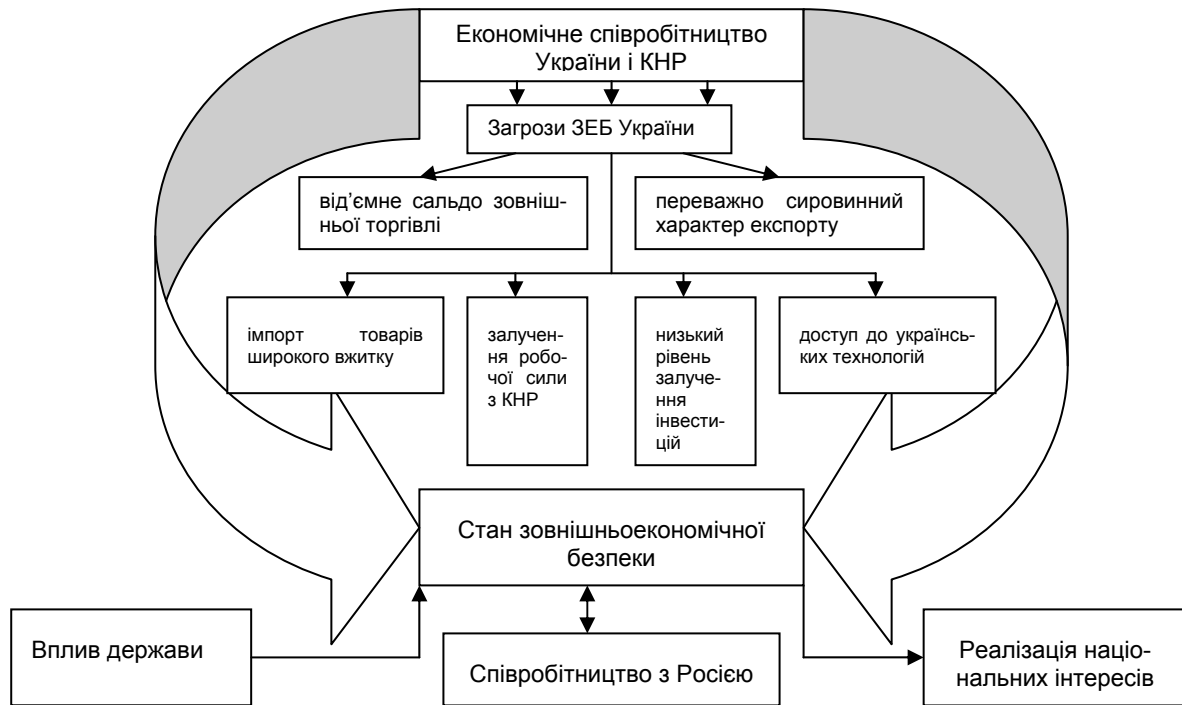 Економічне співробітництво
України і КНР
Загрози ЗЕБ України
від’ємне сальдо зовніш-
ньої торгівлі
переважно сировинний
характер експорту
імпорт товарів
широкого вжитку
залучен-
ня робо-
чої сили
з КНР
низький
рівень
залуче-
ння
інвести-
цій
доступ до українсь-
ких технологій
Стан зовнішньоекономічної
безпеки
Вплив держави
Співробітництво з Росією
Реалізація націо-
нальних інтересів